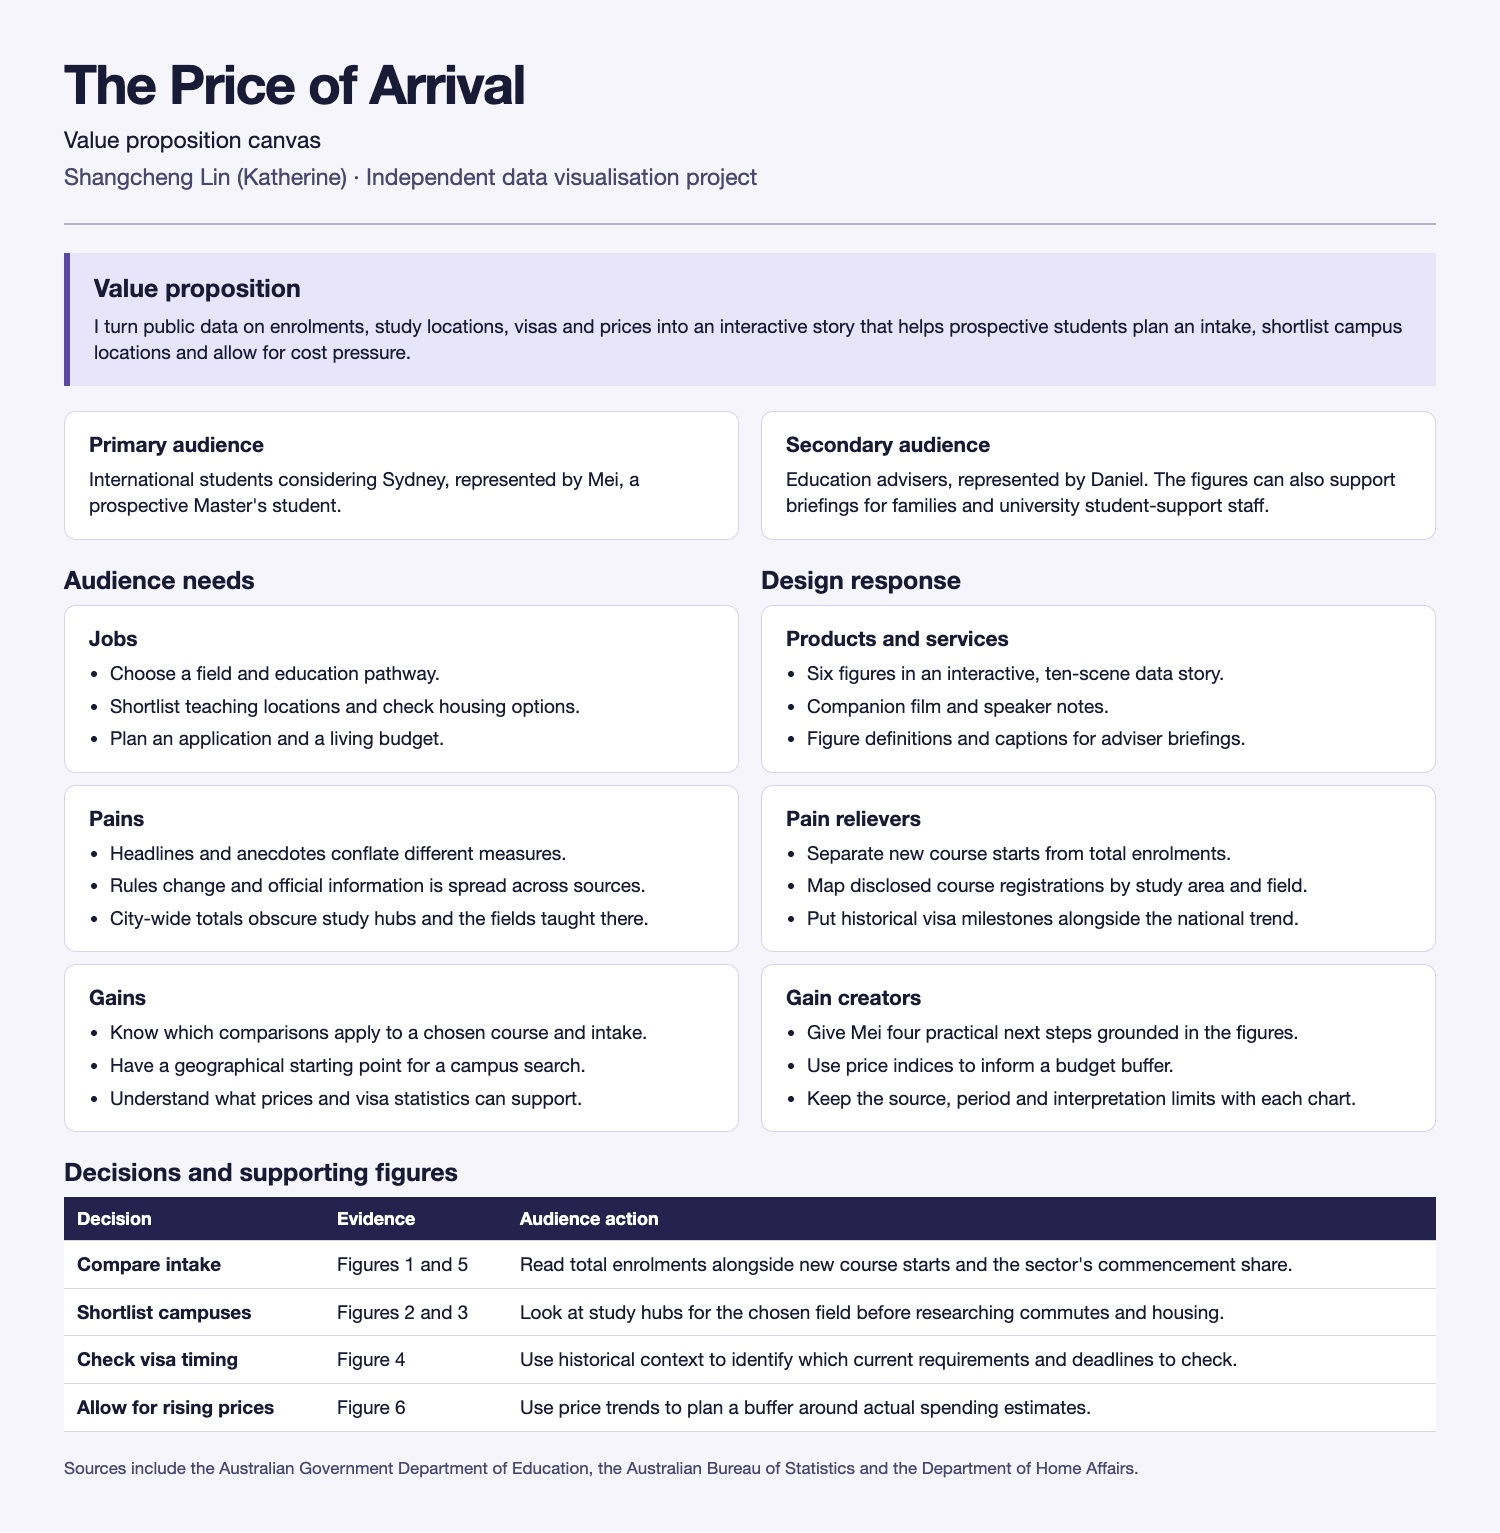 The Price of Arrival
Value proposition canvas
Shangcheng Lin (Katherine) · Independent data visualisation project
Value proposition
I turn public data on enrolments, study locations, visas and prices into an interactive story that helps prospective students plan an intake, shortlist campus
locations and allow for cost pressure.
Primary audience
International students considering Sydney, represented by Mei, a
prospective Master's student.
Secondary audience
Education advisers, represented by Daniel. The figures can also support
briefings for families and university student-support staff.
Audience needs
Jobs
• Choose a field and education pathway.
• Shortlist teaching locations and check housing options.
• Plan an application and a living budget.
Pains
• Headlines and anecdotes conflate different measures.
• Rules change and official information is spread across sources.
• City-wide totals obscure study hubs and the fields taught there.
Gains
• Know which comparisons apply to a chosen course and intake.
• Have a geographical starting point for a campus search.
• Understand what prices and visa statistics can support.
Design response
Products and services
• Six figures in an interactive, ten-scene data story.
• Companion film and speaker notes.
• Figure definitions and captions for adviser briefings.
Pain relievers
• Separate new course starts from total enrolments.
• Map disclosed course registrations by study area and field.
• Put historical visa milestones alongside the national trend.
Gain creators
• Give Mei four practical next steps grounded in the figures.
• Use price indices to inform a budget buffer.
• Keep the source, period and interpretation limits with each chart.
Decisions and supporting figures
Decision Evidence Audience action
Compare intake Figures 1 and 5 Read total enrolments alongside new course starts and the sector's commencement share.
Shortlist campuses Figures 2 and 3 Look at study hubs for the chosen field before researching commutes and housing.
Check visa timing Figure 4 Use historical context to identify which current requirements and deadlines to check.
Allow for rising prices Figure 6 Use price trends to plan a buffer around actual spending estimates.
Sources include the Australian Government Department of Education, the Australian Bureau of Statistics and the Department of Home Affairs.